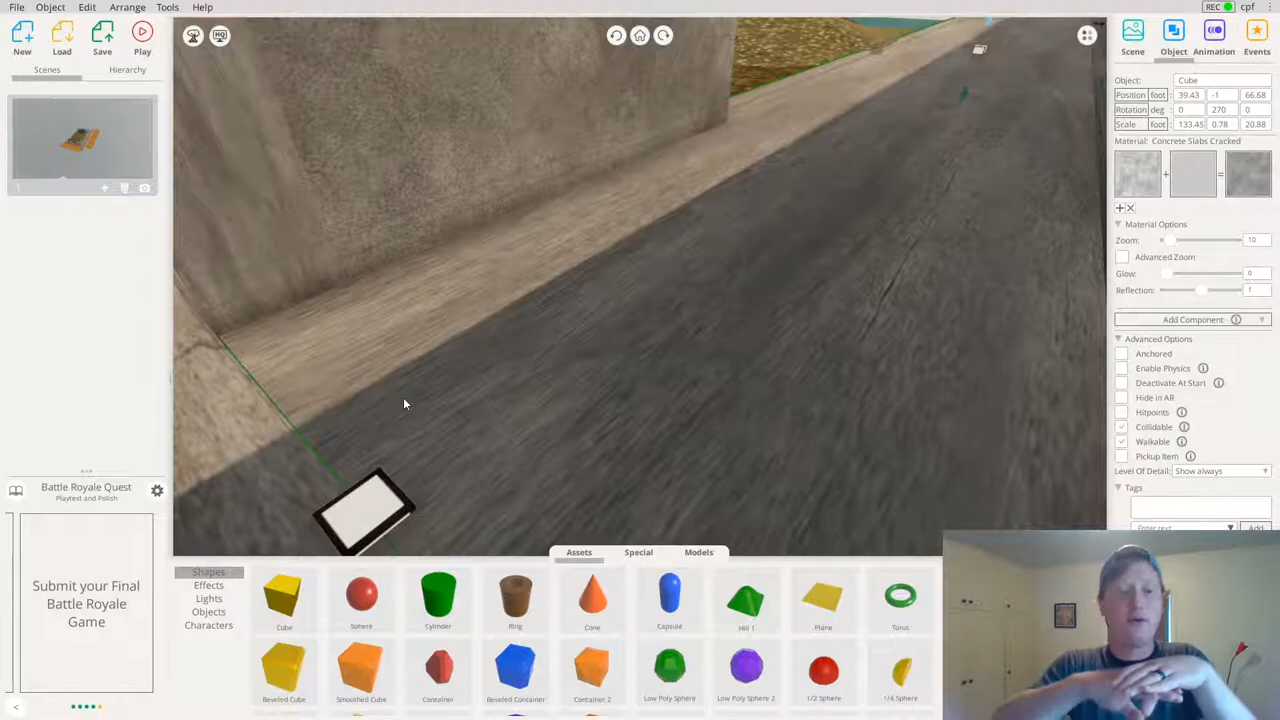 File Object Edit Arrange Tools Help REC cpf
New Load Save Play
Scene Object Animation Events
Scenes Hierarchy
HQ
1
Object: Cube
Position foot : 39.43 -1 66.68
Rotation deg : 0 270 0
Scale foot : 133.45 0.78 20.88
Material: Concrete Slabs Cracked
+ =
Material Options
Zoom: 10
Advanced Zoom
Glow: 0
Reflection: 1
Add Component
Advanced Options
Anchored
Enable Physics
Deactivate At Start
Hide in AR
Hitpoints
Collidable
Walkable
Pickup Item
Level Of Detail: Show always
Tags
Enter text Add
Battle Royale Quest
Playtest and Polish
Submit your Final
Battle Royale
Game
Assets Special Models
Shapes
Effects
Lights
Objects
Characters
Cube Sphere Cylinder Ring Cone Capsule Hill 1 Plane Torus
Beveled Cube Smoothed Cube Container Beveled Container Container 2 Low Poly Sphere Low Poly Sphere 2 1/2 Sphere 1/4 Sphere